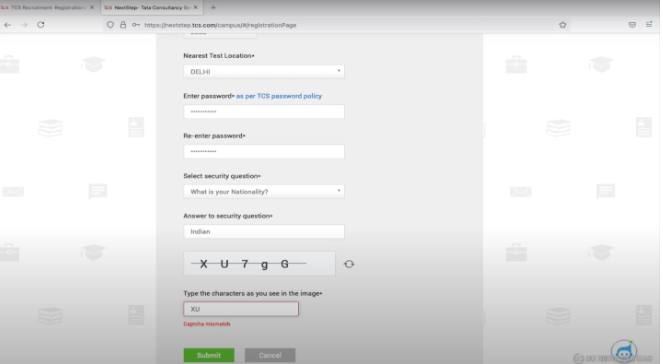 TCS Recruitment: Registration
NextStep- Tata Consultancy Se
https://nextstep.tcs.com/campus/#/registrationPage
Nearest Test Location*
DELHI
Enter password* as per TCS password policy
Re-enter password*
Select security question*
What is your Nationality?
Answer to security question*
Indian
X U 7 g G
Type the characters as you see in the image*
XU
Captcha mismatch
Submit Cancel